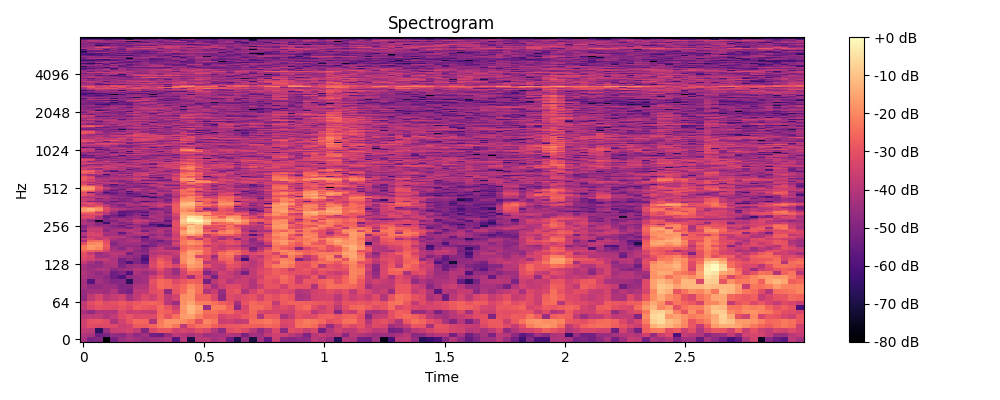 Spectrogram
Hz
4096
2048
1024
512
256
128
64
0
0
0.5
1
1.5
2
2.5
Time
+0 dB
-10 dB
-20 dB
-30 dB
-40 dB
-50 dB
-60 dB
-70 dB
-80 dB